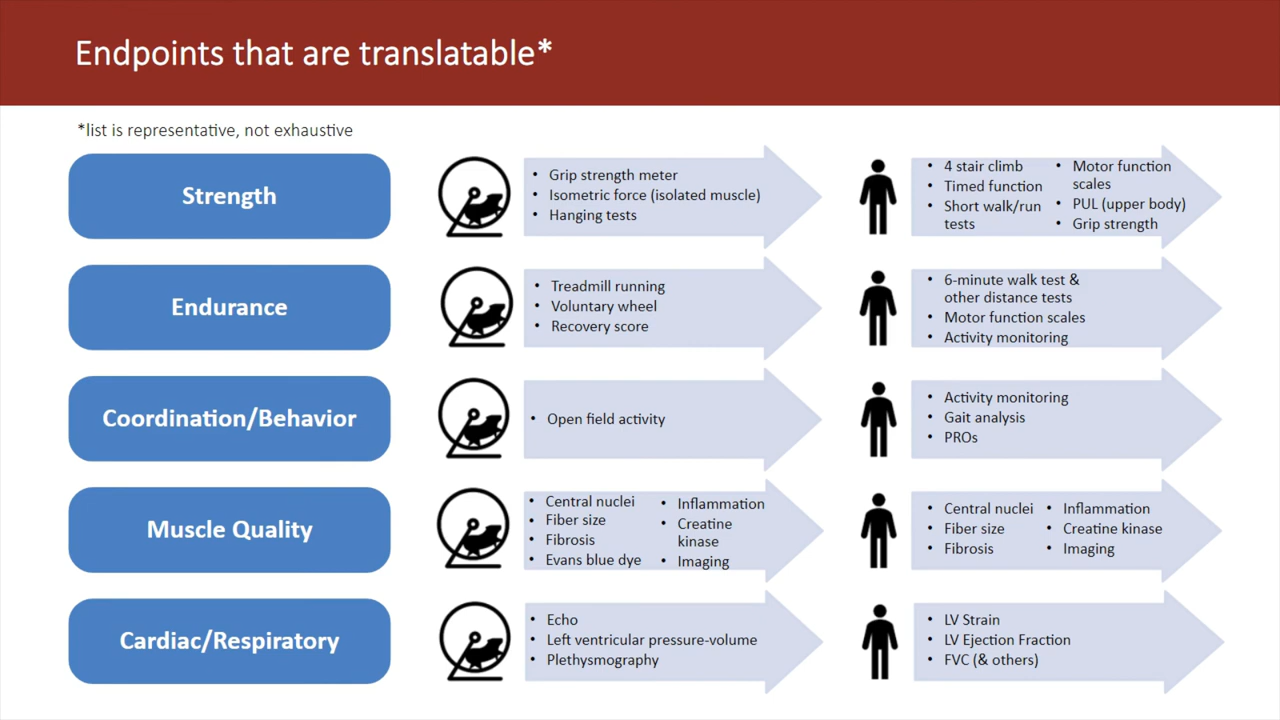 Endpoints that are translatable*
*list is representative, not exhaustive
Strength
• Grip strength meter
• Isometric force (isolated muscle)
• Hanging tests
• 4 stair climb
• Timed function
• Short walk/run
tests
• Motor function
scales
• PUL (upper body)
• Grip strength
Endurance
• Treadmill running
• Voluntary wheel
• Recovery score
• 6-minute walk test &
other distance tests
• Motor function scales
• Activity monitoring
Coordination/Behavior
• Open field activity
• Activity monitoring
• Gait analysis
• PROs
Muscle Quality
• Central nuclei
• Fiber size
• Fibrosis
• Evans blue dye
• Inflammation
• Creatine
kinase
• Imaging
• Central nuclei
• Fiber size
• Fibrosis
• Inflammation
• Creatine kinase
• Imaging
Cardiac/Respiratory
• Echo
• Left ventricular pressure-volume
• Plethysmography
• LV Strain
• LV Ejection Fraction
• FVC (& others)